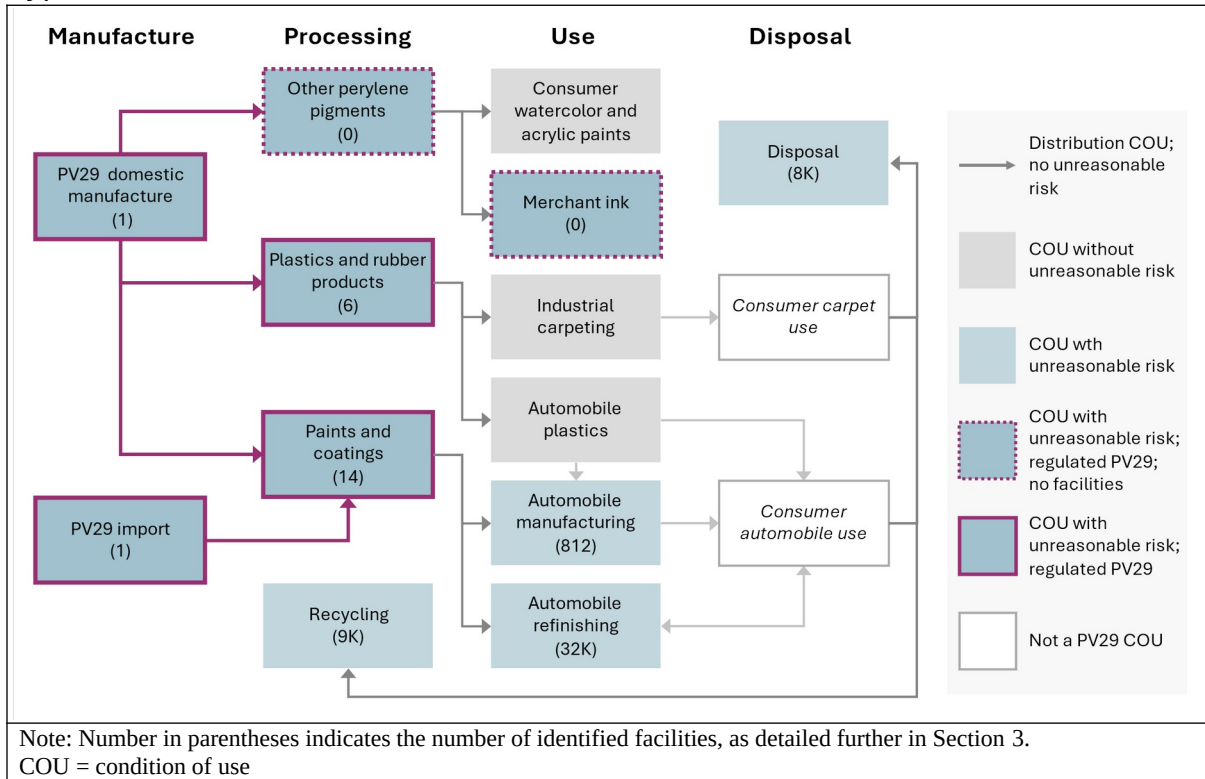 Manufacture
Processing
Use
Disposal
Other perylene
pigments
(0)
Consumer
watercolor and
acrylic paints
PV29 domestic
manufacture
(1)
Disposal
(8K)
Merchant ink
(0)
Plastics and rubber
products
(6)
Industrial
carpeting
Consumer carpet
use
Automobile
plastics
Paints and
coatings
(14)
PV29 import
(1)
Automobile
manufacturing
(812)
Consumer
automobile use
Recycling
(9K)
Automobile
refinishing
(32K)
Distribution COU;
no unreasonable
risk
COU without
unreasonable risk
COU wth
unreasonable risk
COU with
unreasonable risk;
regulated PV29;
no facilities
COU with
unreasonable risk;
regulated PV29
Not a PV29 COU
Note: Number in parentheses indicates the number of identified facilities, as detailed further in Section 3.
COU = condition of use